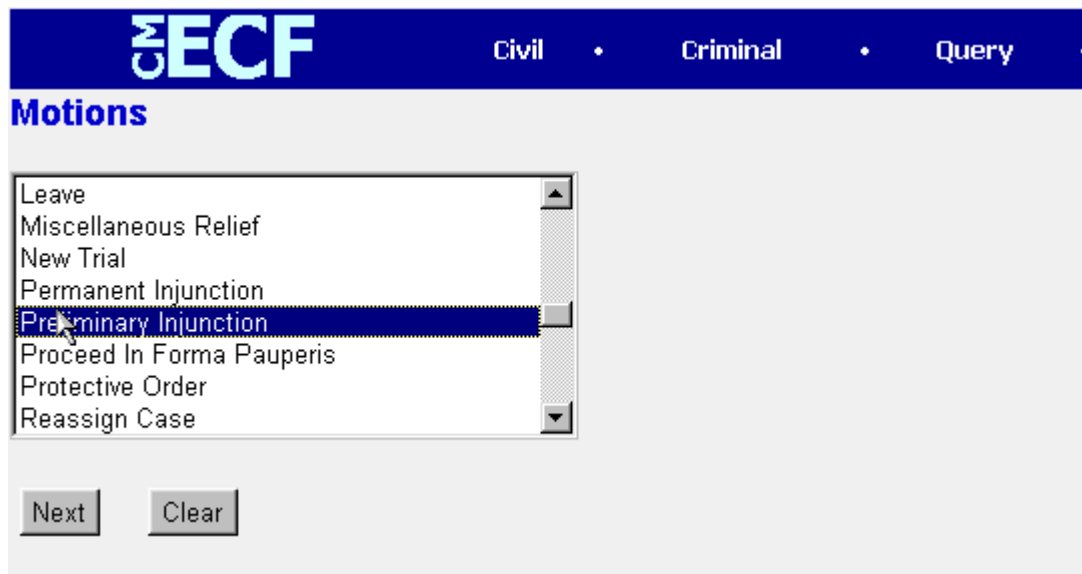 CM ECF Civil • Criminal • Query
Motions
Leave
Miscellaneous Relief
New Trial
Permanent Injunction
Preliminary Injunction
Proceed In Forma Pauperis
Protective Order
Reassign Case
Next Clear